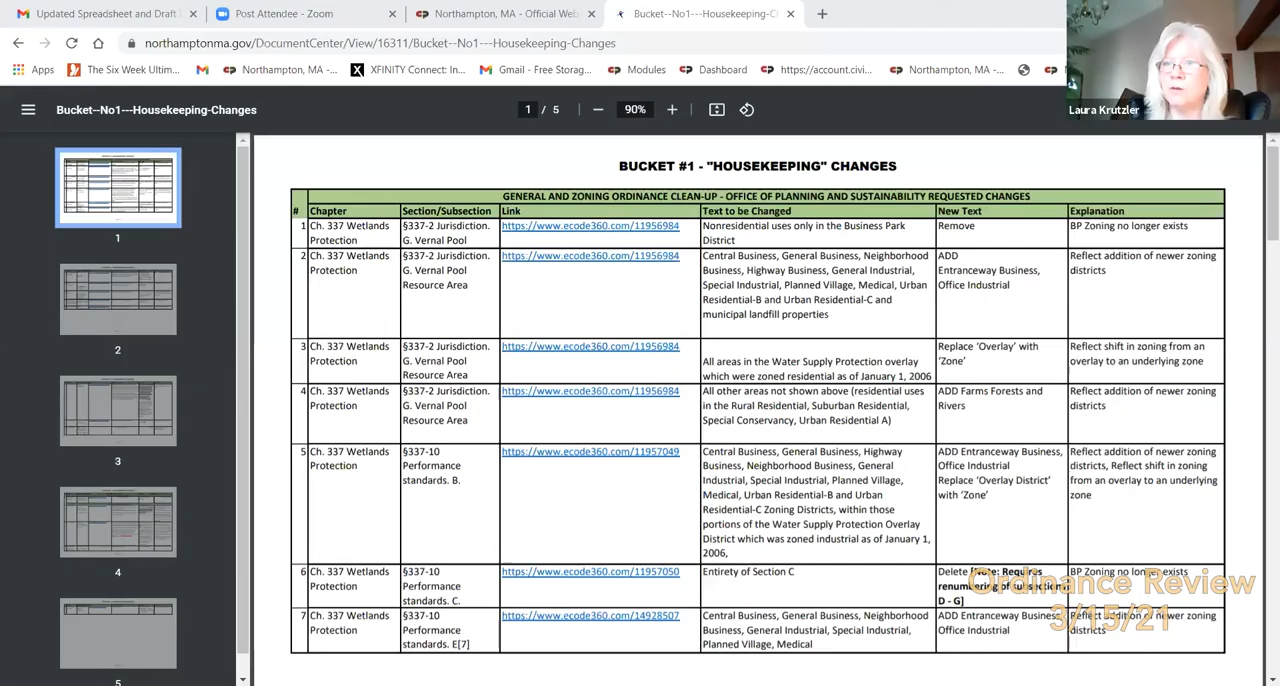 Updated Spreadsheet and Draft
Post Attendee - Zoom
Northampton, MA - Official Web
Bucket--No1---Housekeeping-C
northamptonma.gov/DocumentCenter/View/16311/Bucket--No1---Housekeeping-Changes
Apps
The Six Week Ultim...
Northampton, MA -...
XFINITY Connect: In...
Gmail - Free Storag...
Modules
Dashboard
https://account.civi...
Northampton, MA -...
Laura Krutzler
Bucket--No1---Housekeeping-Changes
1 / 5
90%
1
2
3
4
5
BUCKET #1 - "HOUSEKEEPING" CHANGES
GENERAL AND ZONING ORDINANCE CLEAN-UP - OFFICE OF PLANNING AND SUSTAINABILITY REQUESTED CHANGES
# Chapter Section/Subsection Link Text to be Changed New Text Explanation
1 Ch. 337 Wetlands §337-2 Jurisdiction. https://www.ecode360.com/11956984 Nonresidential uses only in the Business Park Remove BP Zoning no longer exists
Protection G. Vernal Pool District
2 Ch. 337 Wetlands §337-2 Jurisdiction. https://www.ecode360.com/11956984 Central Business, General Business, Neighborhood ADD Reflect addition of newer zoning
Protection G. Vernal Pool Business, Highway Business, General Industrial, Entranceway Business, districts
Resource Area Special Industrial, Planned Village, Medical, Urban Office Industrial
Residential-B and Urban Residential-C and
municipal landfill properties
3 Ch. 337 Wetlands §337-2 Jurisdiction. https://www.ecode360.com/11956984 Replace ‘Overlay’ with Reflect shift in zoning from an
Protection G. Vernal Pool All areas in the Water Supply Protection overlay ‘Zone’ overlay to an underlying zone
Resource Area which were zoned residential as of January 1, 2006
4 Ch. 337 Wetlands §337-2 Jurisdiction. https://www.ecode360.com/11956984 All other areas not shown above (residential uses ADD Farms Forests and Reflect addition of newer zoning
Protection G. Vernal Pool in the Rural Residential, Suburban Residential, Rivers districts
Resource Area Special Conservancy, Urban Residential A)
5 Ch. 337 Wetlands §337-10 https://www.ecode360.com/11957049 Central Business, General Business, Highway ADD Entranceway Business, Reflect addition of newer zoning
Protection Performance Business, Neighborhood Business, General Office Industrial districts, Reflect shift in zoning
standards. B. Industrial, Special Industrial, Planned Village, Replace ‘Overlay District’ from an overlay to an underlying
Medical, Urban Residential-B and Urban with ‘Zone’ zone
Residential-C Zoning Districts, within those
portions of the Water Supply Protection Overlay
District which was zoned industrial as of January 1,
2006,
6 Ch. 337 Wetlands §337-10 https://www.ecode360.com/11957050 Entirety of Section C Delete [Note: Requires BP Zoning no longer exists
Protection Performance renumbering of subsections
standards. C. D - G]
7 Ch. 337 Wetlands §337-10 https://www.ecode360.com/14928507 Central Business, General Business, Neighborhood ADD Entranceway Business, Reflect addition of newer zoning
Protection Performance Business, General Industrial, Special Industrial, Office Industrial districts
standards. E[7] Planned Village, Medical
Ordinance Review
3/15/21